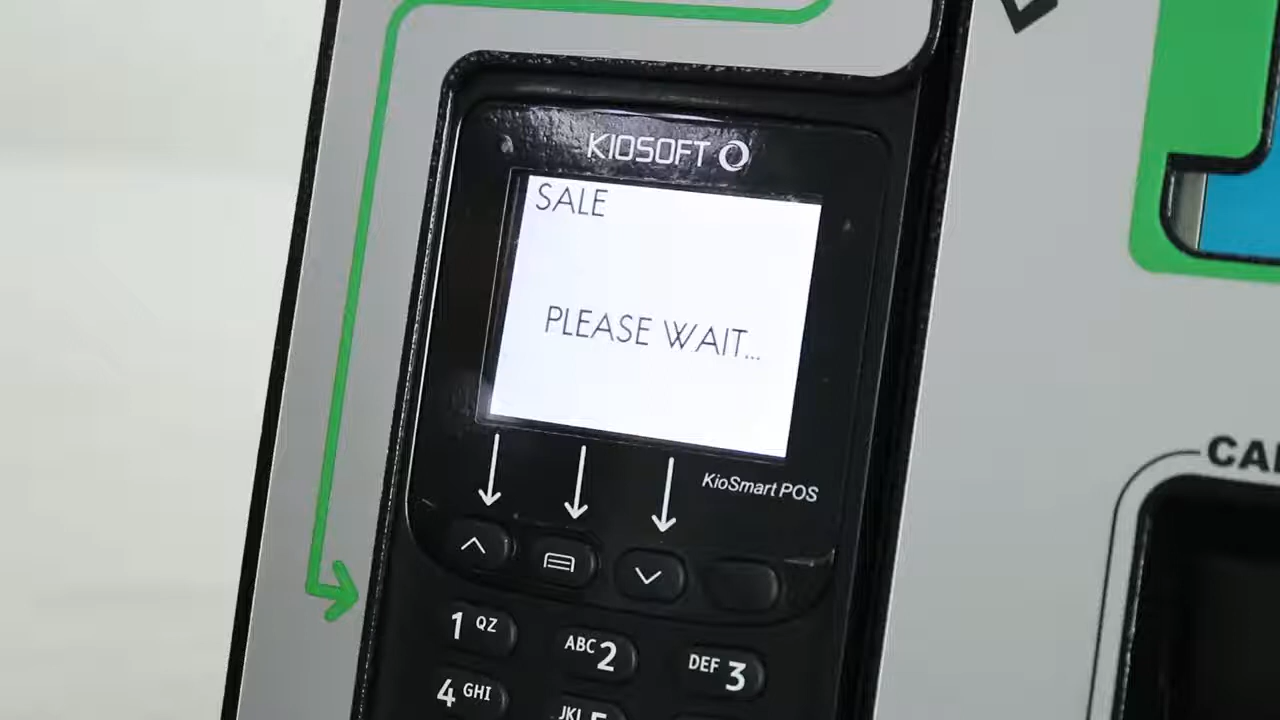 KIOSOFT
SALE
PLEASE WAIT...
KioSmart POS
1 QZ
ABC 2
DEF 3
4 GHI